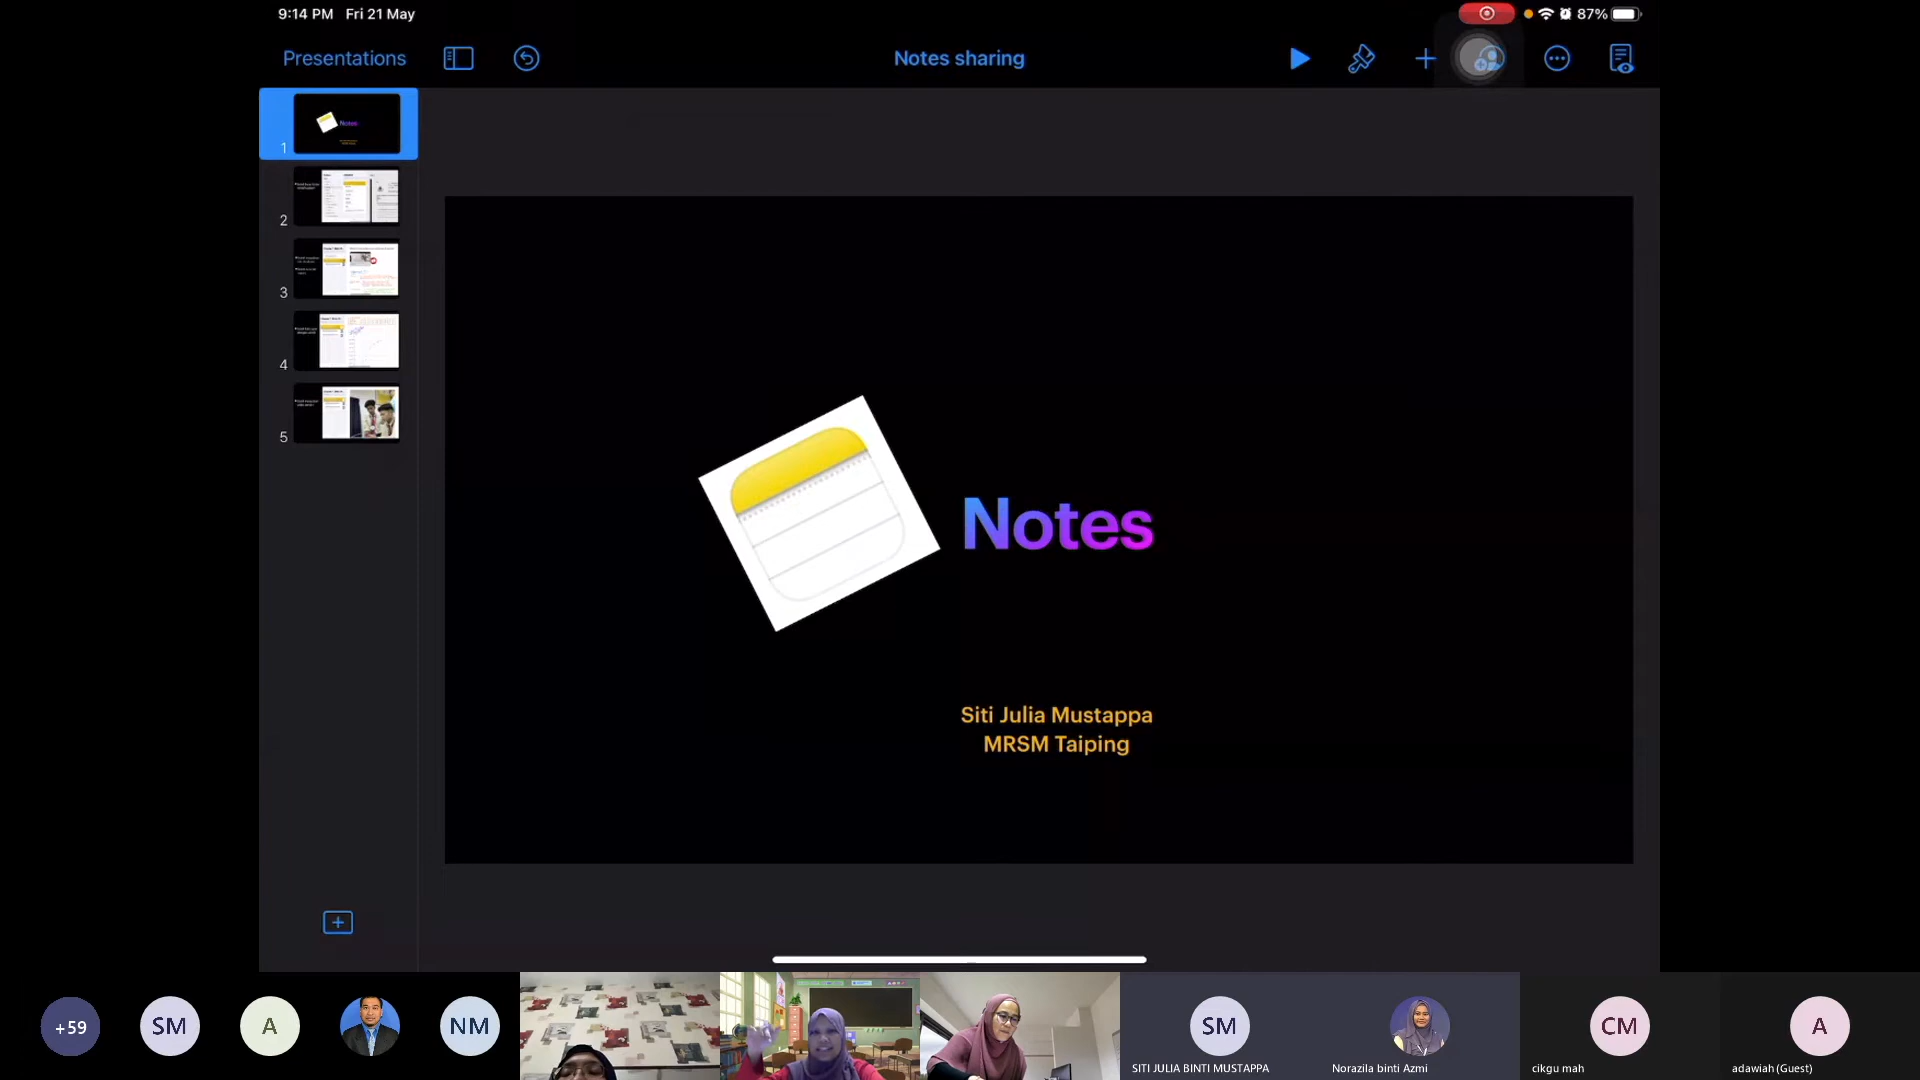 9:14 PM Fri 21 May
87%
Presentations
Notes sharing
1
Notes
2
3
4
5
Notes
Siti Julia Mustappa
MRSM Taiping
+59
SM
A
NM
SM
CM
A
SITI JULIA BINTI MUSTAPPA
Norazila binti Azmi
cikgu mah
adawiah (Guest)